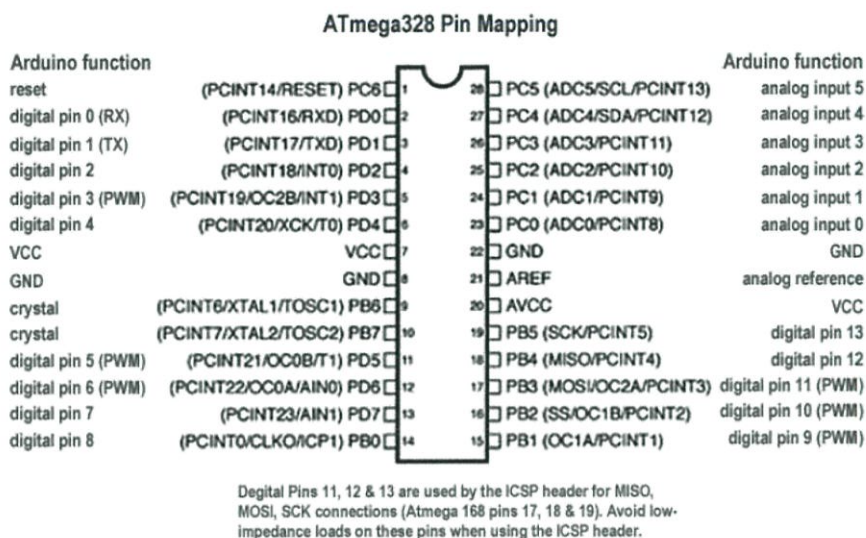 ATmega328 Pin Mapping
Arduino function
Arduino function
reset (PCINT14/RESET) PC6 1 28 PC5 (ADC5/SCL/PCINT13) analog input 5
digital pin 0 (RX) (PCINT16/RXD) PD0 2 27 PC4 (ADC4/SDA/PCINT12) analog input 4
digital pin 1 (TX) (PCINT17/TXD) PD1 3 26 PC3 (ADC3/PCINT11) analog input 3
digital pin 2 (PCINT18/INT0) PD2 4 25 PC2 (ADC2/PCINT10) analog input 2
digital pin 3 (PWM) (PCINT19/OC2B/INT1) PD3 5 24 PC1 (ADC1/PCINT9) analog input 1
digital pin 4 (PCINT20/XCK/T0) PD4 6 23 PC0 (ADC0/PCINT8) analog input 0
VCC VCC 7 22 GND GND
GND GND 8 21 AREF analog reference
crystal (PCINT6/XTAL1/TOSC1) PB6 9 20 AVCC VCC
crystal (PCINT7/XTAL2/TOSC2) PB7 10 19 PB5 (SCK/PCINT5) digital pin 13
digital pin 5 (PWM) (PCINT21/OC0B/T1) PD5 11 18 PB4 (MISO/PCINT4) digital pin 12
digital pin 6 (PWM) (PCINT22/OC0A/AIN0) PD6 12 17 PB3 (MOSI/OC2A/PCINT3) digital pin 11 (PWM)
digital pin 7 (PCINT23/AIN1) PD7 13 16 PB2 (SS/OC1B/PCINT2) digital pin 10 (PWM)
digital pin 8 (PCINT0/CLKO/ICP1) PB0 14 15 PB1 (OC1A/PCINT1) digital pin 9 (PWM)
Degital Pins 11, 12 & 13 are used by the ICSP header for MISO,
MOSI, SCK connections (Atmega 168 pins 17, 18 & 19). Avoid low-
impedance loads on these pins when using the ICSP header.